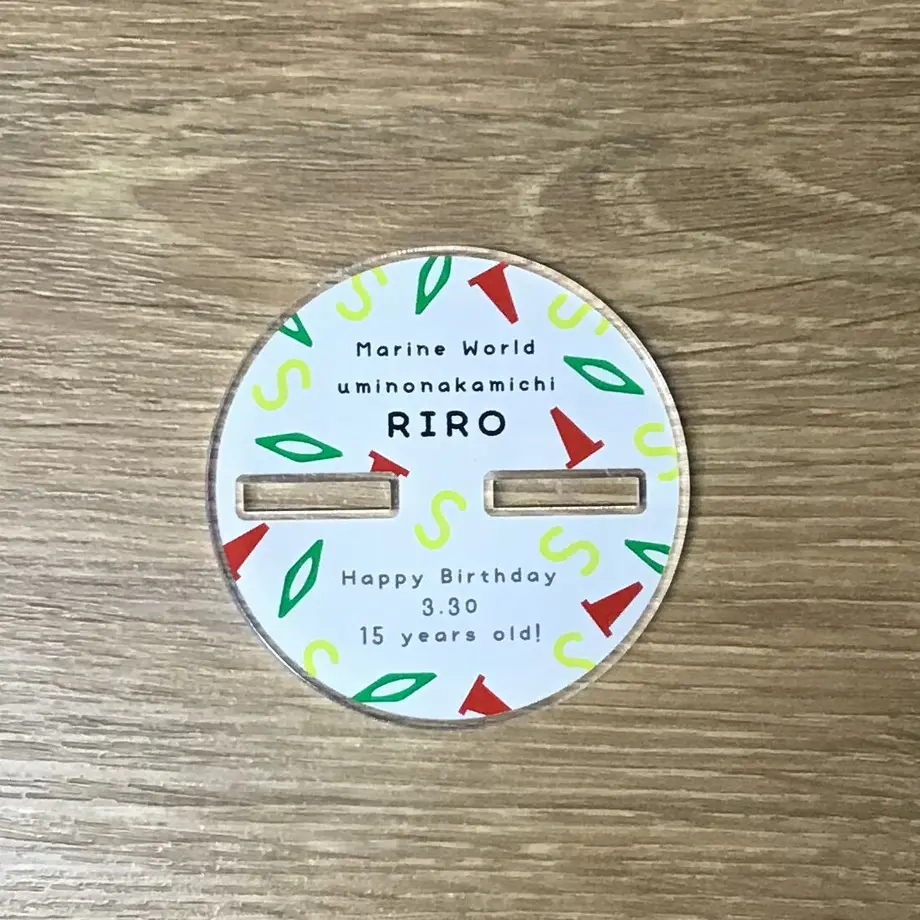 Marine World
uminonakamichi
RIRO
Happy Birthday
3.30
15 years old!